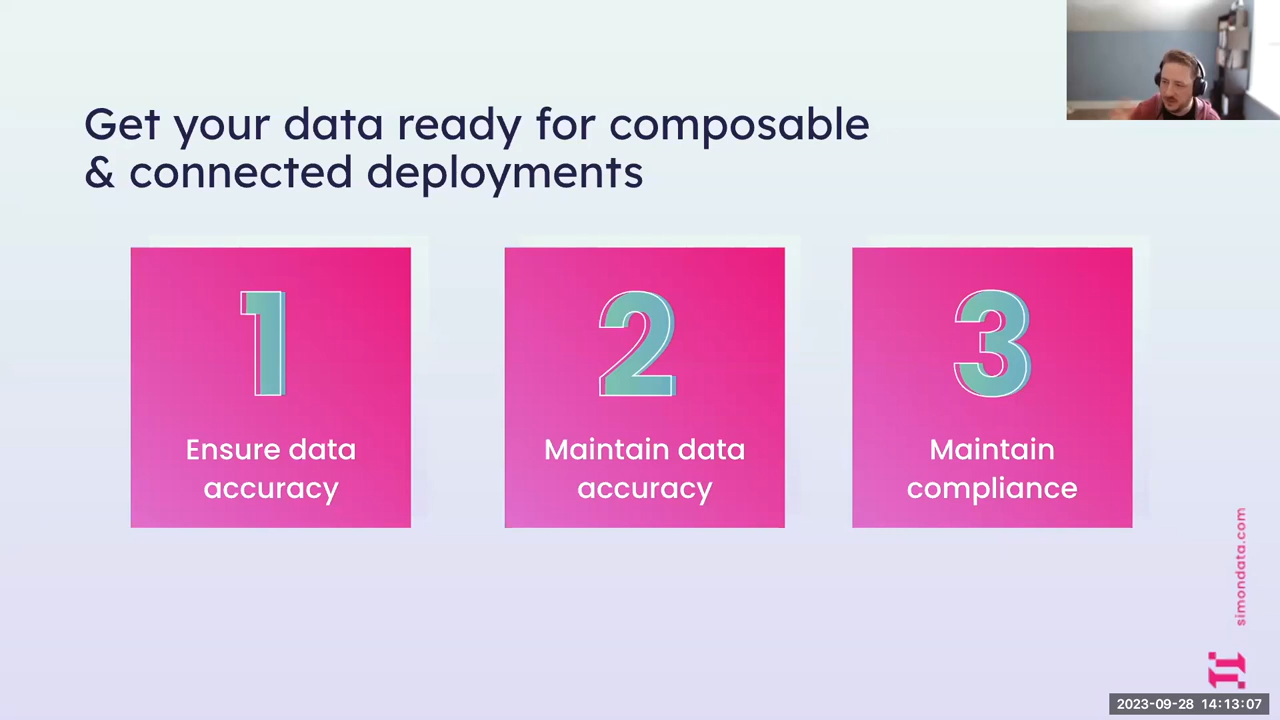 Get your data ready for composable
& connected deployments
1
Ensure data
accuracy
2
Maintain data
accuracy
3
Maintain
compliance
simondata.com
2023-09-28 14:13:07